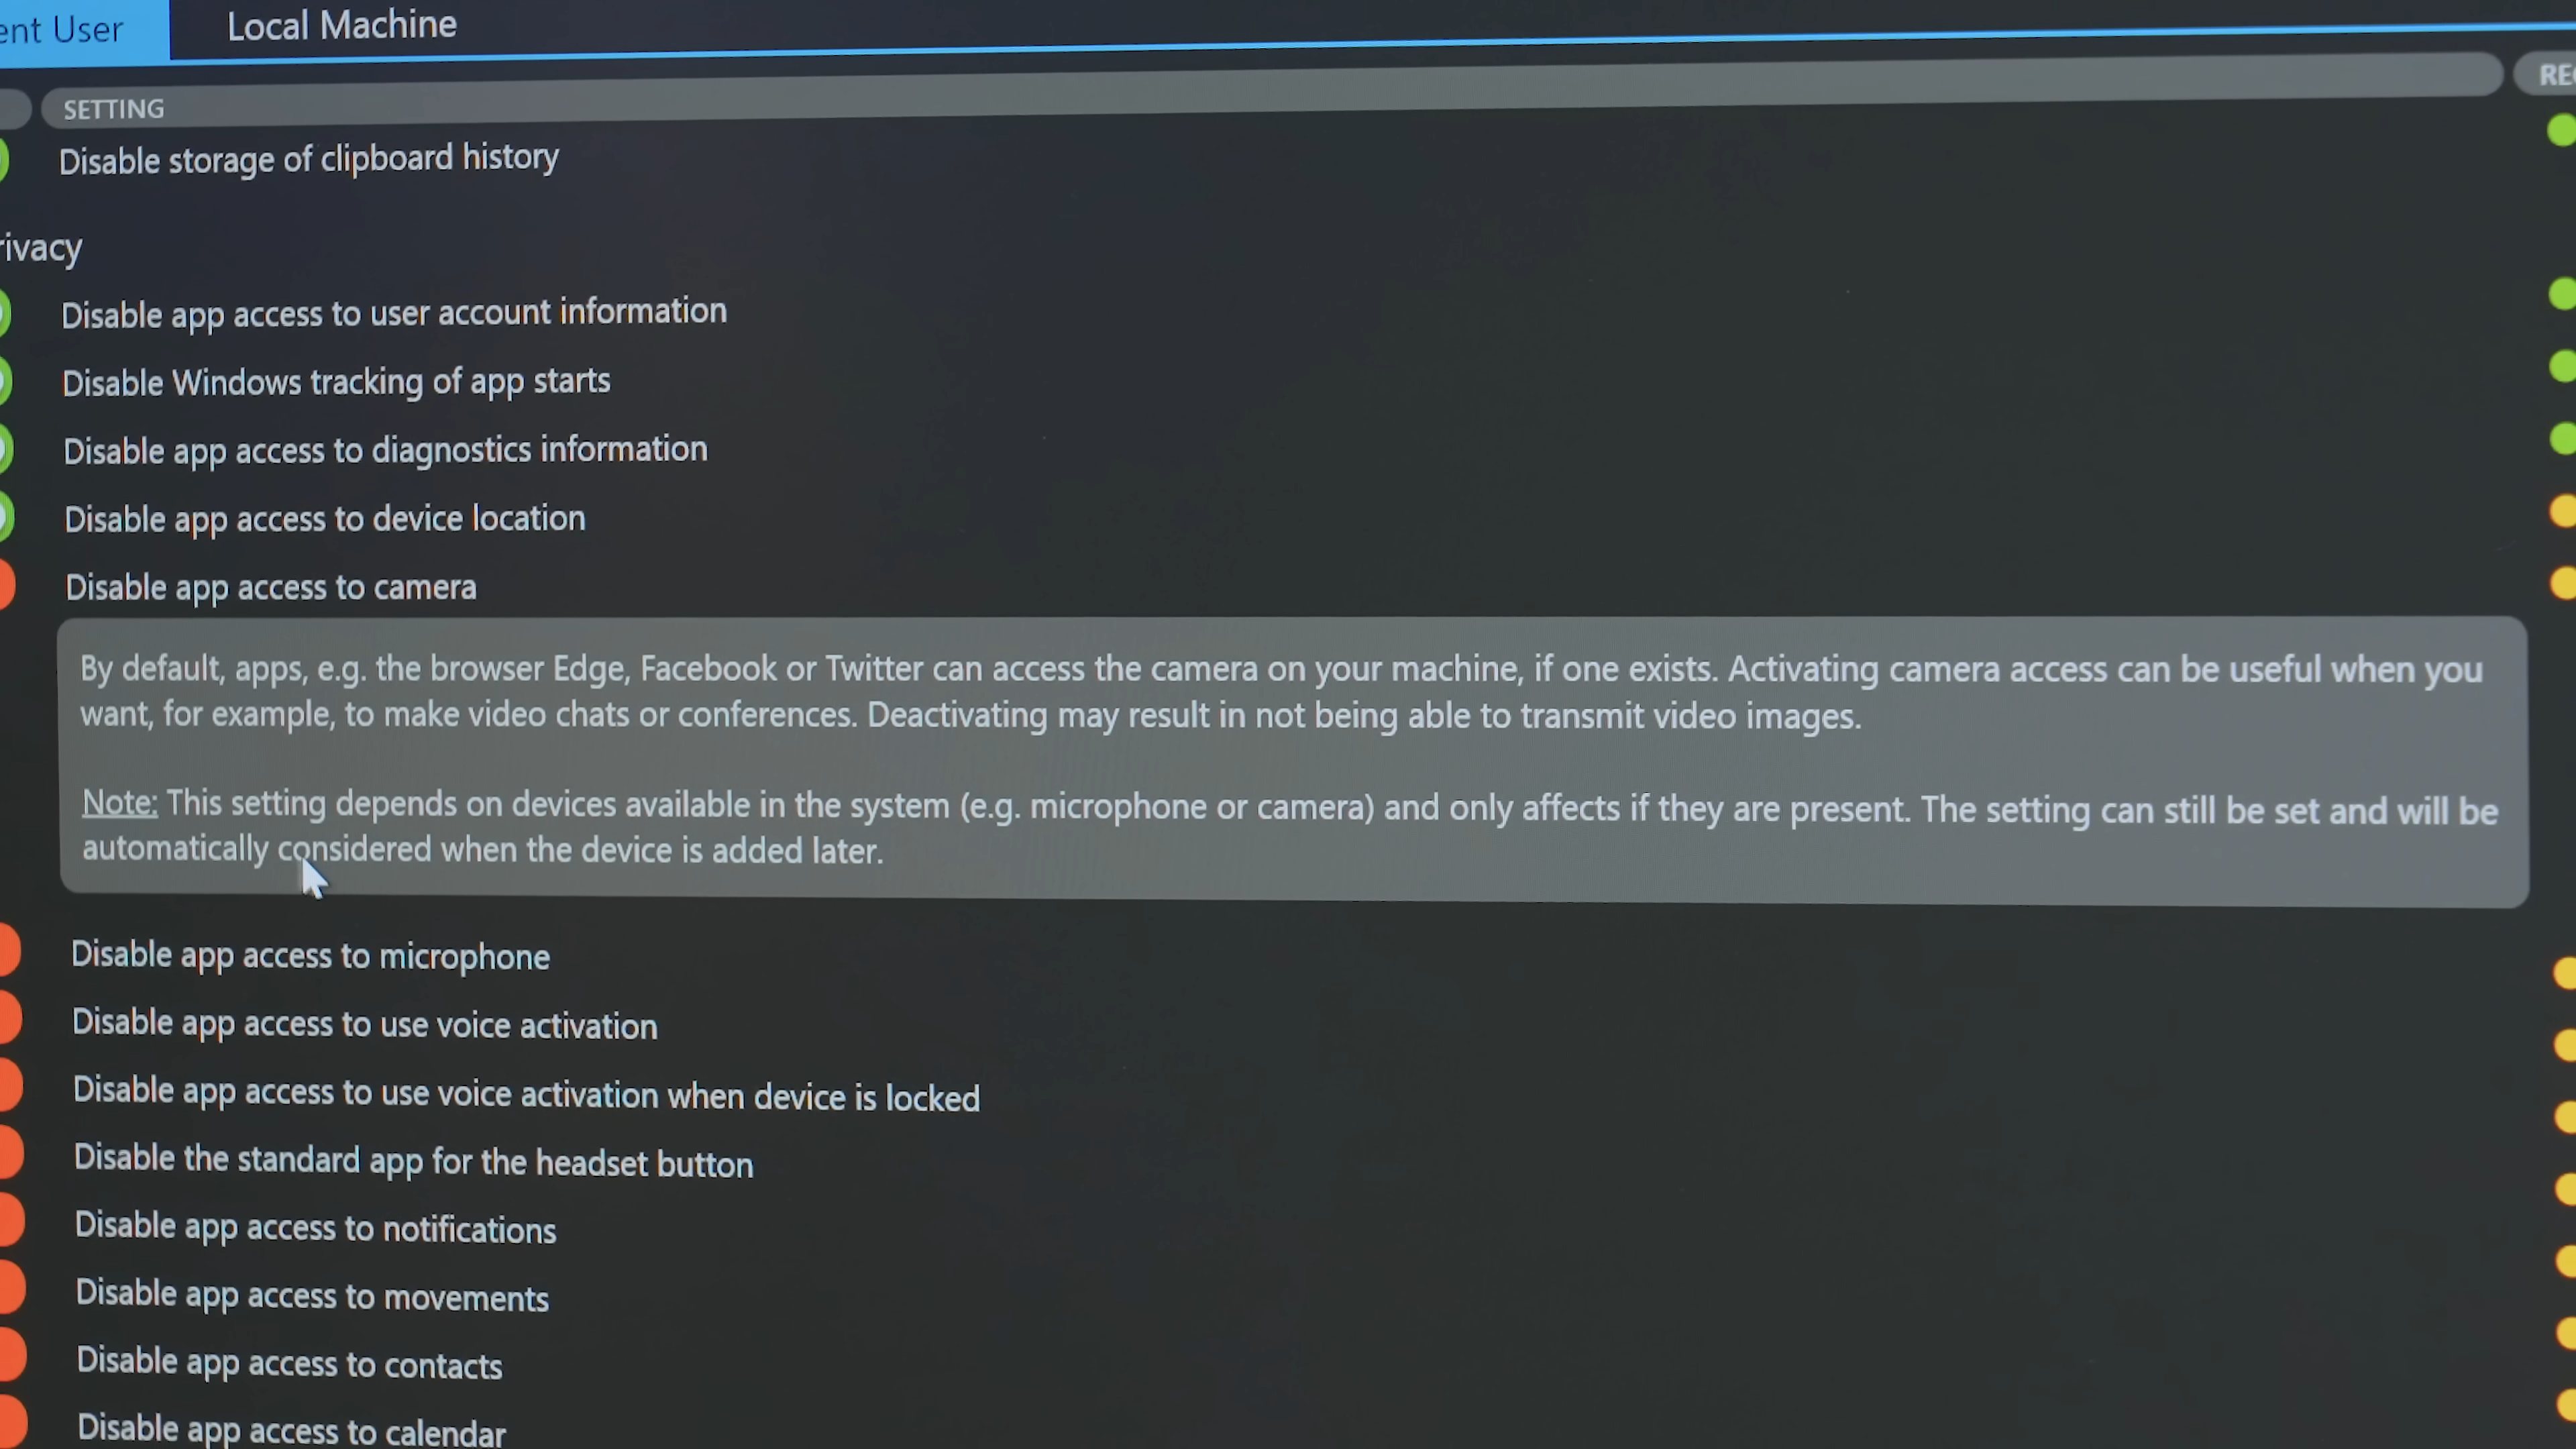 ent User Local Machine
SETTING
Disable storage of clipboard history
rivacy
Disable app access to user account information
Disable Windows tracking of app starts
Disable app access to diagnostics information
Disable app access to device location
Disable app access to camera
By default, apps, e.g. the browser Edge, Facebook or Twitter can access the camera on your machine, if one exists. Activating camera access can be useful when you
want, for example, to make video chats or conferences. Deactivating may result in not being able to transmit video images.
Note: This setting depends on devices available in the system (e.g. microphone or camera) and only affects if they are present. The setting can still be set and will be
automatically considered when the device is added later.
Disable app access to microphone
Disable app access to use voice activation
Disable app access to use voice activation when device is locked
Disable the standard app for the headset button
Disable app access to notifications
Disable app access to movements
Disable app access to contacts
Disable app access to calendar